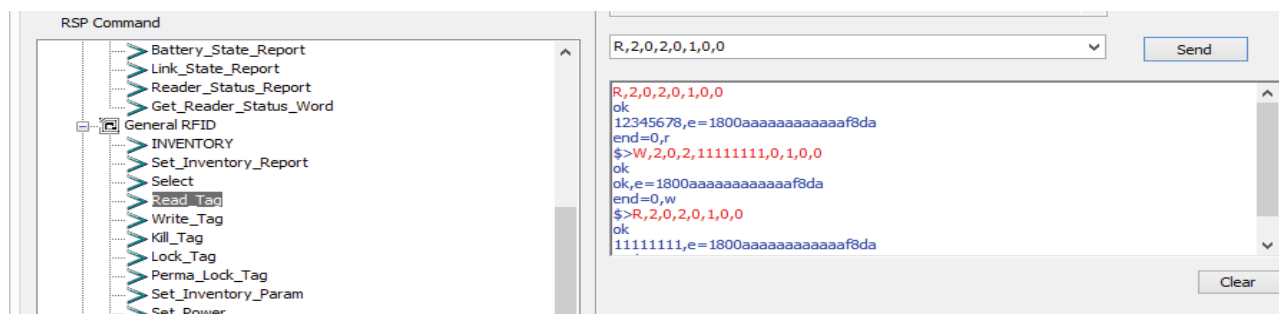 RSP Command
Battery_State_Report
Link_State_Report
Reader_Status_Report
Get_Reader_Status_Word
General RFID
INVENTORY
Set_Inventory_Report
Select
Read_Tag
Write_Tag
Kill_Tag
Lock_Tag
Perma_Lock_Tag
Set_Inventory_Param
Set_Power
R,2,0,2,0,1,0,0
Send
R,2,0,2,0,1,0,0
ok
12345678,e=1800aaaaaaaaaaaaf8da
end=0,r
$>W,2,0,2,11111111,0,1,0,0
ok
ok,e=1800aaaaaaaaaaaaf8da
end=0,w
$>R,2,0,2,0,1,0,0
ok
11111111,e=1800aaaaaaaaaaaaf8da
Clear